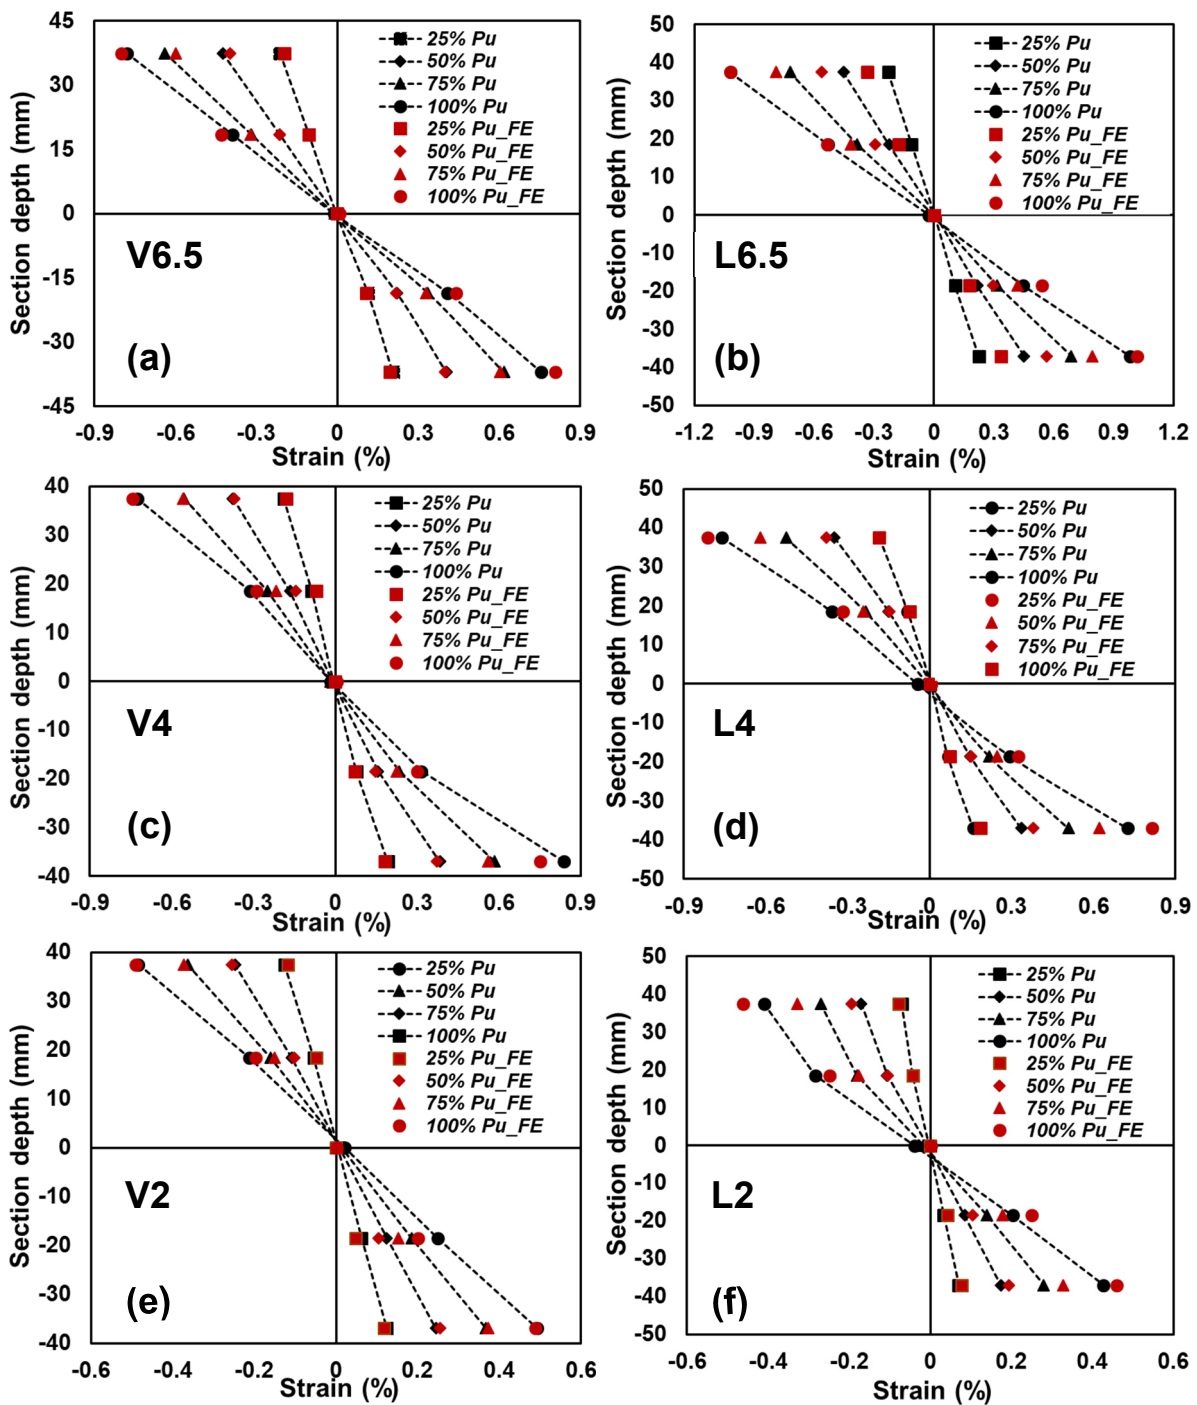 Section depth (mm)
45
30
15
0
-15
-30
-45
-0.9 -0.6 -0.3 0 0.3 0.6 0.9
Strain (%)
25% Pu
50% Pu
75% Pu
100% Pu
25% Pu_FE
50% Pu_FE
75% Pu_FE
100% Pu_FE
V6.5
(a)
Section depth (mm)
50
40
30
20
10
0
-10
-20
-30
-40
-50
-1.2 -0.9 -0.6 -0.3 0 0.3 0.6 0.9 1.2
Strain (%)
25% Pu
50% Pu
75% Pu
100% Pu
25% Pu_FE
50% Pu_FE
75% Pu_FE
100% Pu_FE
L6.5
(b)
Section depth (mm)
40
30
20
10
0
-10
-20
-30
-40
-0.9 -0.6 -0.3 0 0.3 0.6 0.9
Strain (%)
25% Pu
50% Pu
75% Pu
100% Pu
25% Pu_FE
50% Pu_FE
75% Pu_FE
100% Pu_FE
V4
(c)
Section depth (mm)
50
40
30
20
10
0
-10
-20
-30
-40
-50
-0.9 -0.6 -0.3 0 0.3 0.6 0.9
Strain (%)
25% Pu
50% Pu
75% Pu
100% Pu
25% Pu_FE
50% Pu_FE
75% Pu_FE
100% Pu_FE
L4
(d)
Section depth (mm)
40
30
20
10
0
-10
-20
-30
-40
-0.6 -0.4 -0.2 0 0.2 0.4 0.6
Strain (%)
25% Pu
50% Pu
75% Pu
100% Pu
25% Pu_FE
50% Pu_FE
75% Pu_FE
100% Pu_FE
V2
(e)
Section depth (mm)
50
40
30
20
10
0
-10
-20
-30
-40
-50
-0.6 -0.4 -0.2 0 0.2 0.4 0.6
Strain (%)
25% Pu
50% Pu
75% Pu
100% Pu
25% Pu_FE
50% Pu_FE
75% Pu_FE
100% Pu_FE
L2
(f)